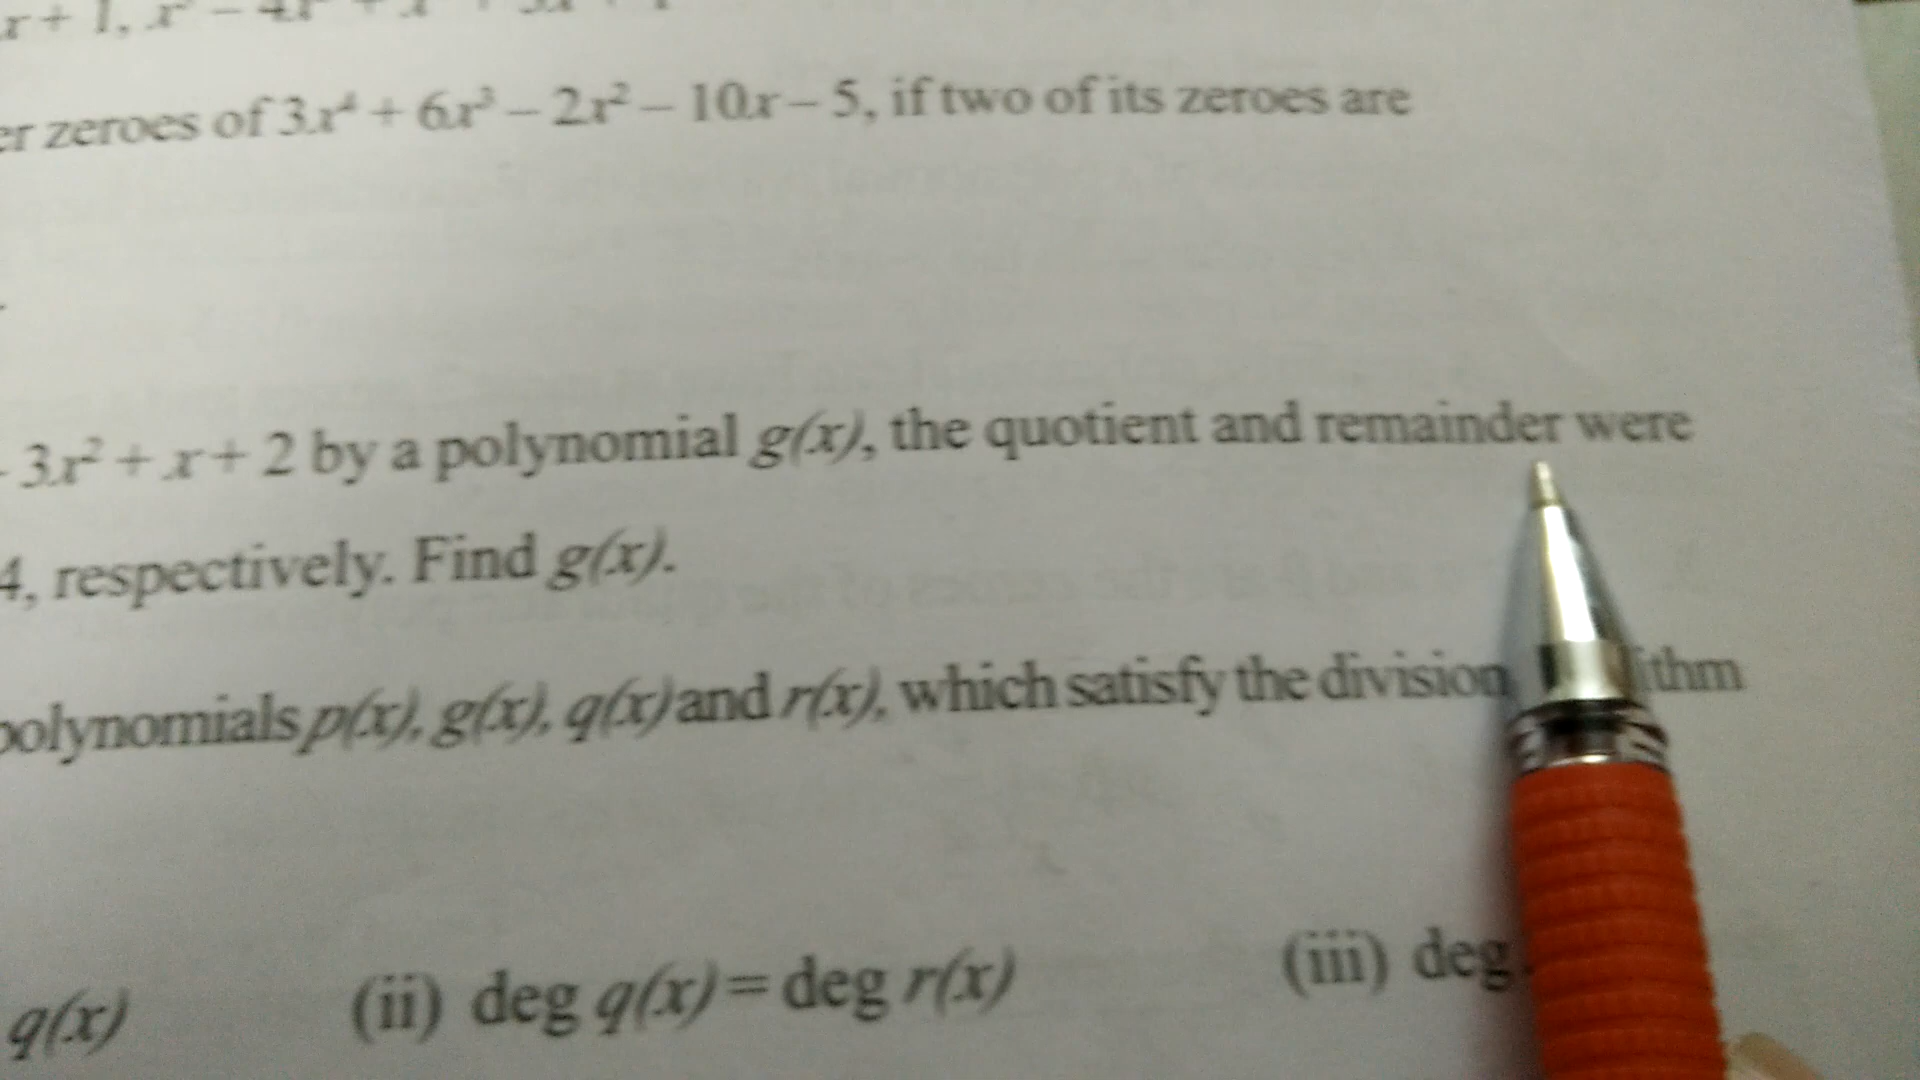 x + 1, x
er zeroes of 3x⁴ + 6x³ – 2x² – 10x – 5, if two of its zeroes are
- 3x² + x + 2 by a polynomial g(x), the quotient and remainder were
4, respectively. Find g(x).
polynomials p(x), g(x), q(x) and r(x), which satisfy the division ithm
q(x) (ii) deg q(x) = deg r(x) (iii) deg